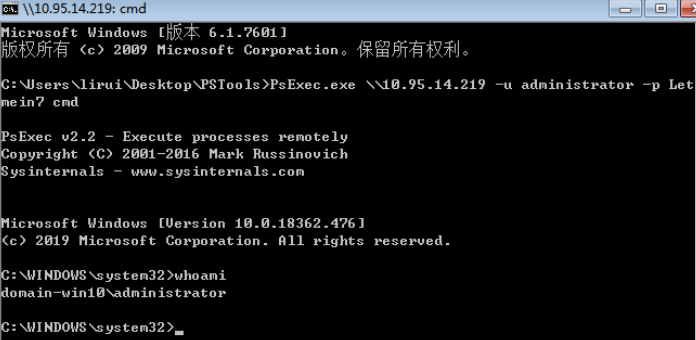 \\10.95.14.219: cmd
Microsoft Windows [版本 6.1.7601]
版权所有 (c) 2009 Microsoft Corporation。保留所有权利。
C:\Users\lirui\Desktop\PSTools>PsExec.exe \\10.95.14.219 -u administrator -p Let
mein7 cmd
PsExec v2.2 - Execute processes remotely
Copyright (C) 2001-2016 Mark Russinovich
Sysinternals - www.sysinternals.com
Microsoft Windows [Version 10.0.18362.476]
(c) 2019 Microsoft Corporation. All rights reserved.
C:\WINDOWS\system32>whoami
domain-win10\administrator
C:\WINDOWS\system32>